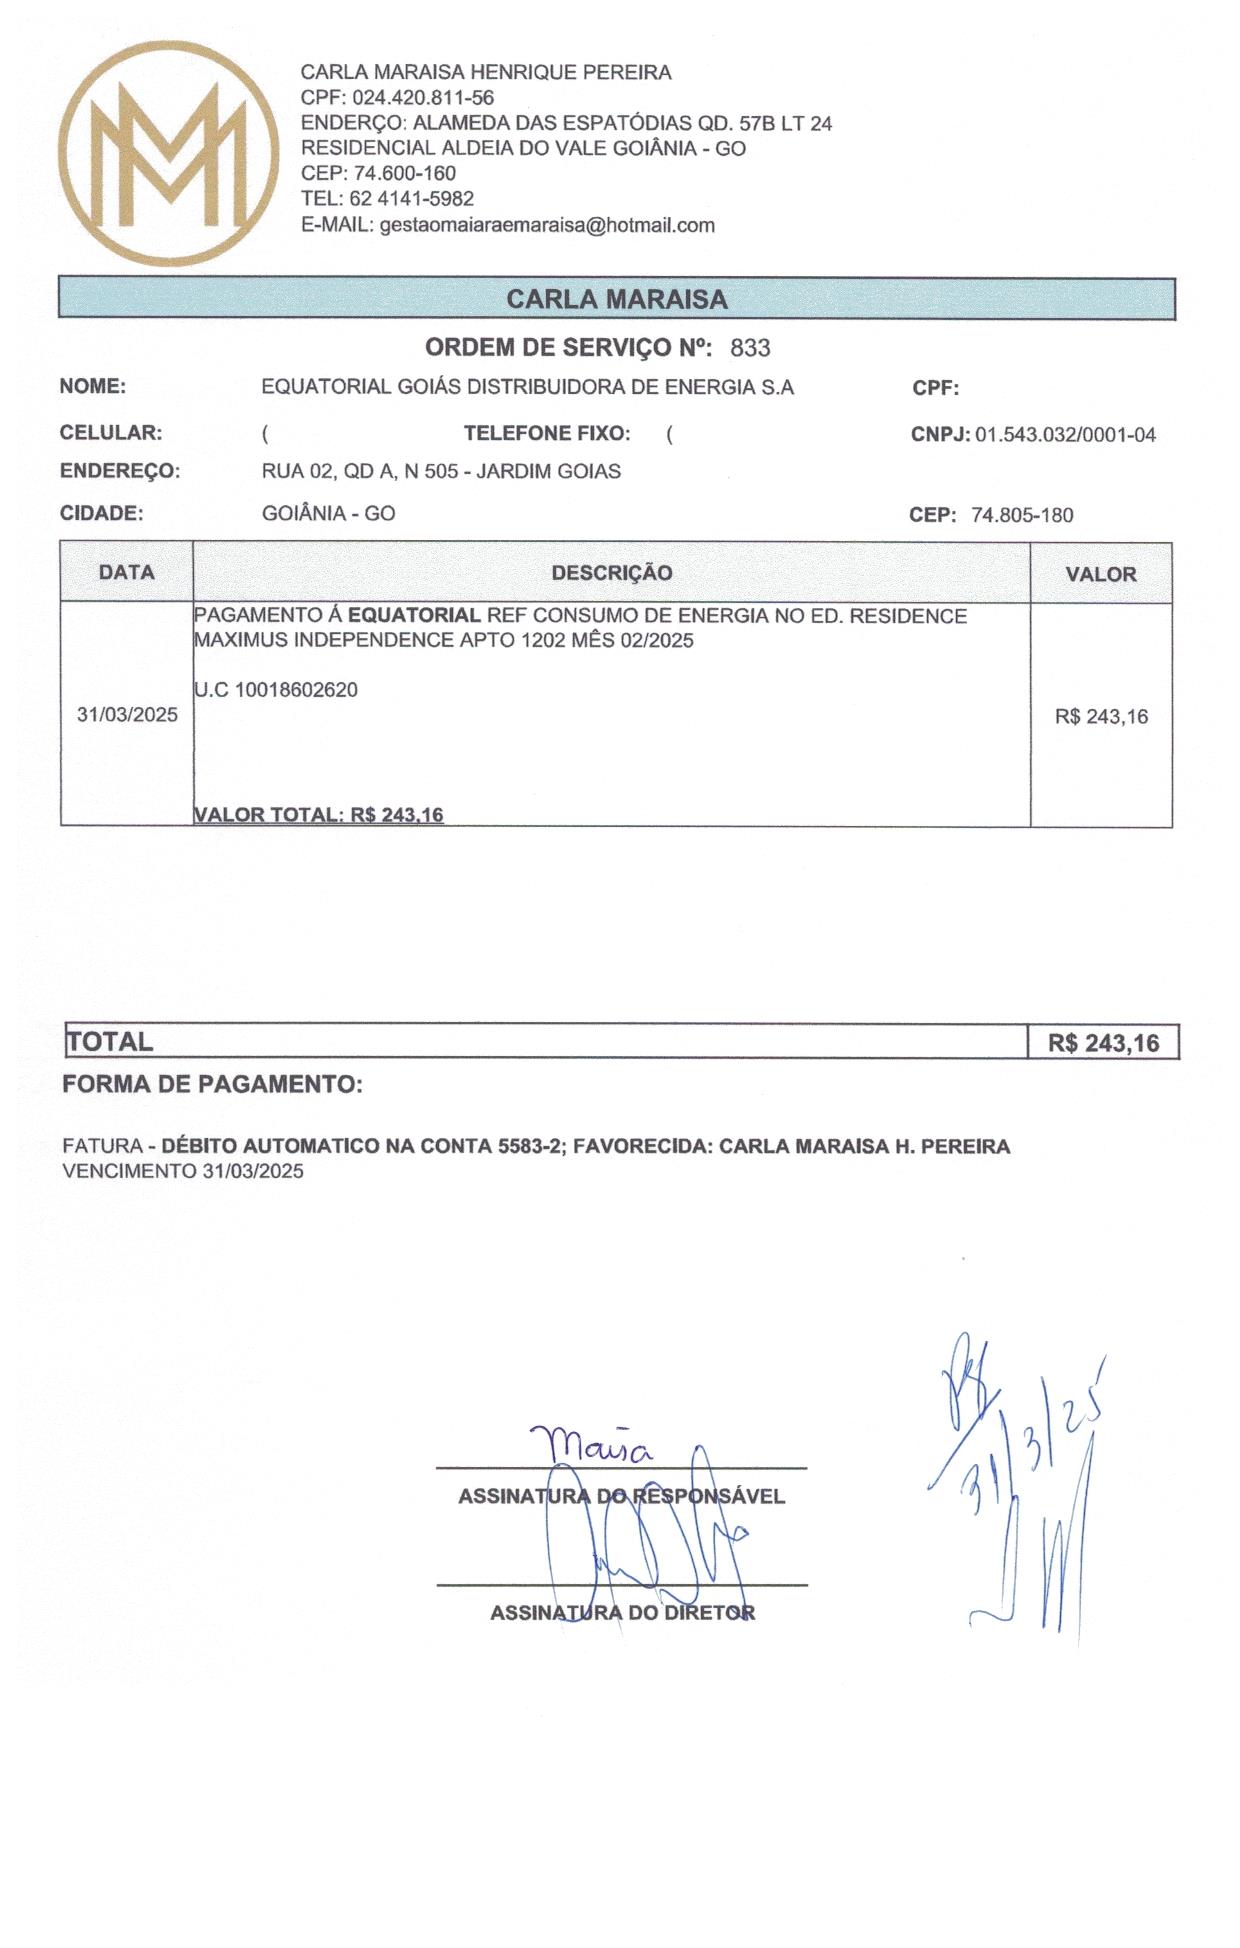 CARLA MARAISA HENRIQUE PEREIRA
CPF: 024.420.811-56
ENDERÇO: ALAMEDA DAS ESPATÓDIAS QD. 57B LT 24
RESIDENCIAL ALDEIA DO VALE GOIÂNIA - GO
CEP: 74.600-160
TEL: 62 4141-5982
E-MAIL: gestaomaiaraemaraisa@hotmail.com
CARLA MARAISA
ORDEM DE SERVIÇO Nº: 833
NOME: EQUATORIAL GOIÁS DISTRIBUIDORA DE ENERGIA S.A CPF:
CELULAR: ( TELEFONE FIXO: ( CNPJ: 01.543.032/0001-04
ENDEREÇO: RUA 02, QD A, N 505 - JARDIM GOIAS
CIDADE: GOIÂNIA - GO CEP: 74.805-180
DATA DESCRIÇÃO VALOR
PAGAMENTO Á EQUATORIAL REF CONSUMO DE ENERGIA NO ED. RESIDENCE
MAXIMUS INDEPENDENCE APTO 1202 MÊS 02/2025
U.C 10018602620
31/03/2025 R$ 243,16
VALOR TOTAL: R$ 243,16
TOTAL R$ 243,16
FORMA DE PAGAMENTO:
FATURA - DÉBITO AUTOMATICO NA CONTA 5583-2; FAVORECIDA: CARLA MARAISA H. PEREIRA
VENCIMENTO 31/03/2025
31/3/25
ASSINATURA DO RESPONSÁVEL
ASSINATURA DO DIRETOR